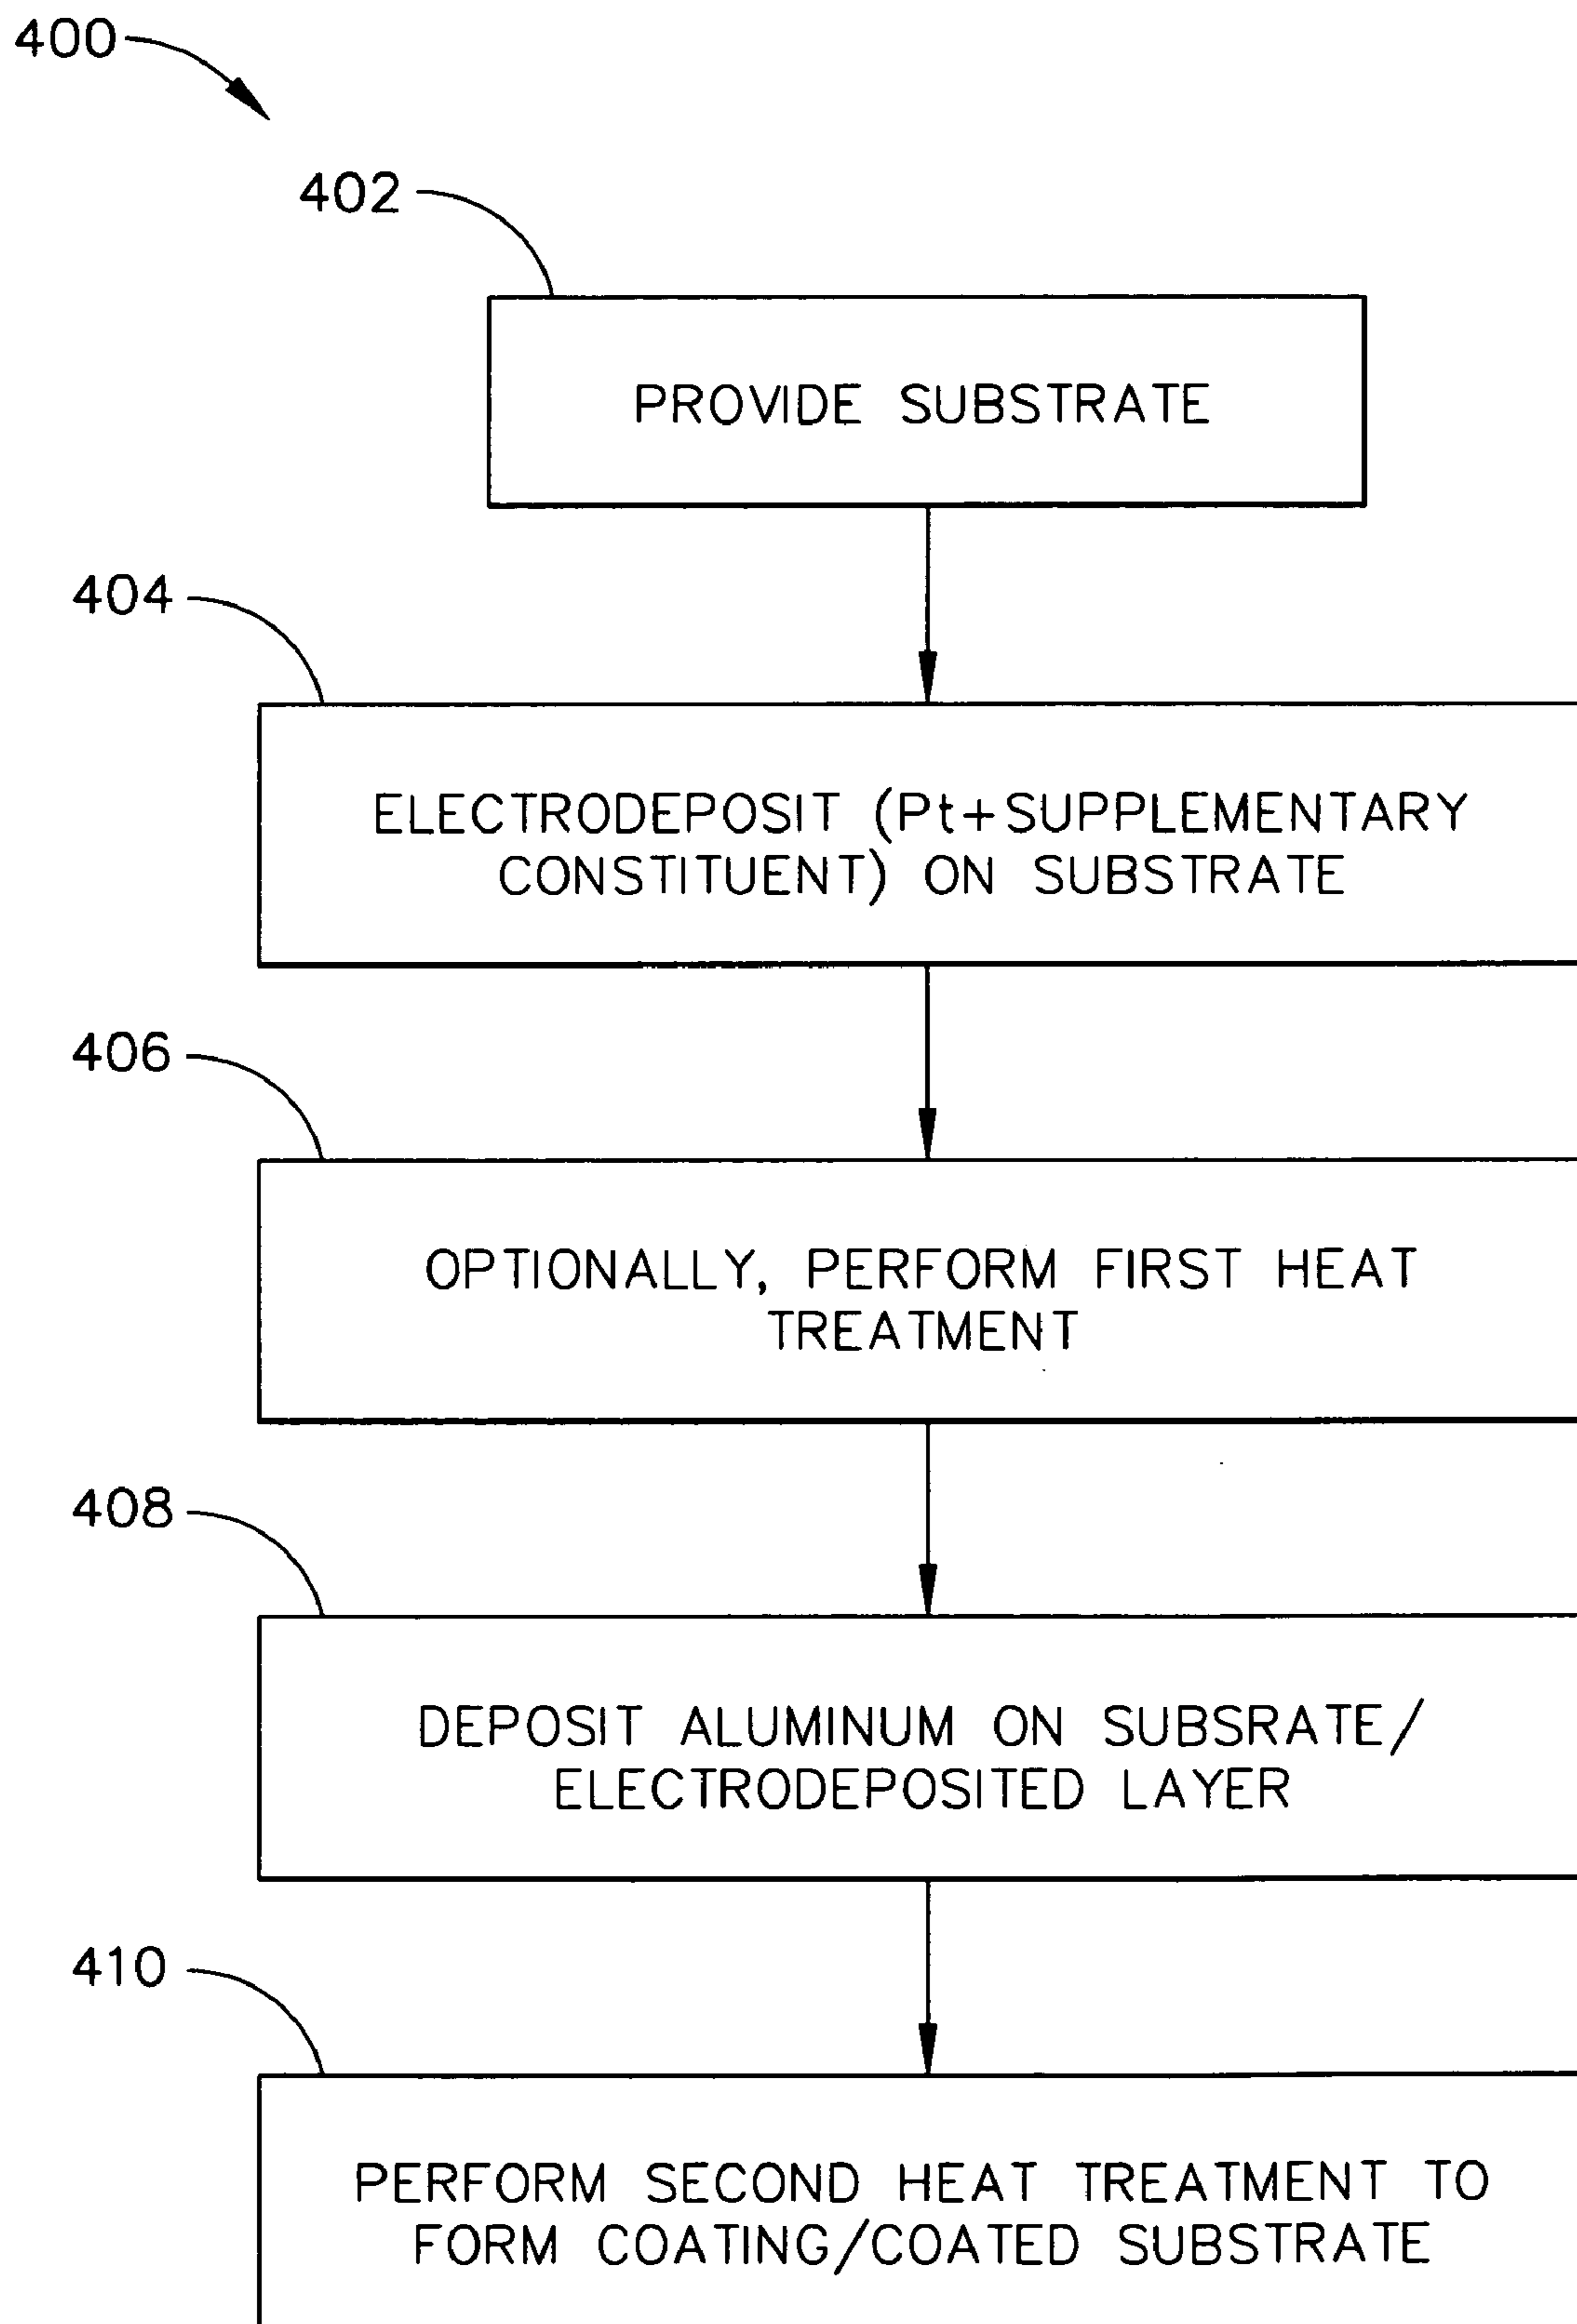 400
402
PROVIDE SUBSTRATE
404
ELECTRODEPOSIT (Pt+SUPPLEMENTARY
CONSTITUENT) ON SUBSTRATE
406
OPTIONALLY, PERFORM FIRST HEAT
TREATMENT
408
DEPOSIT ALUMINUM ON SUBSRATE/
ELECTRODEPOSITED LAYER
410
PERFORM SECOND HEAT TREATMENT TO
FORM COATING/COATED SUBSTRATE